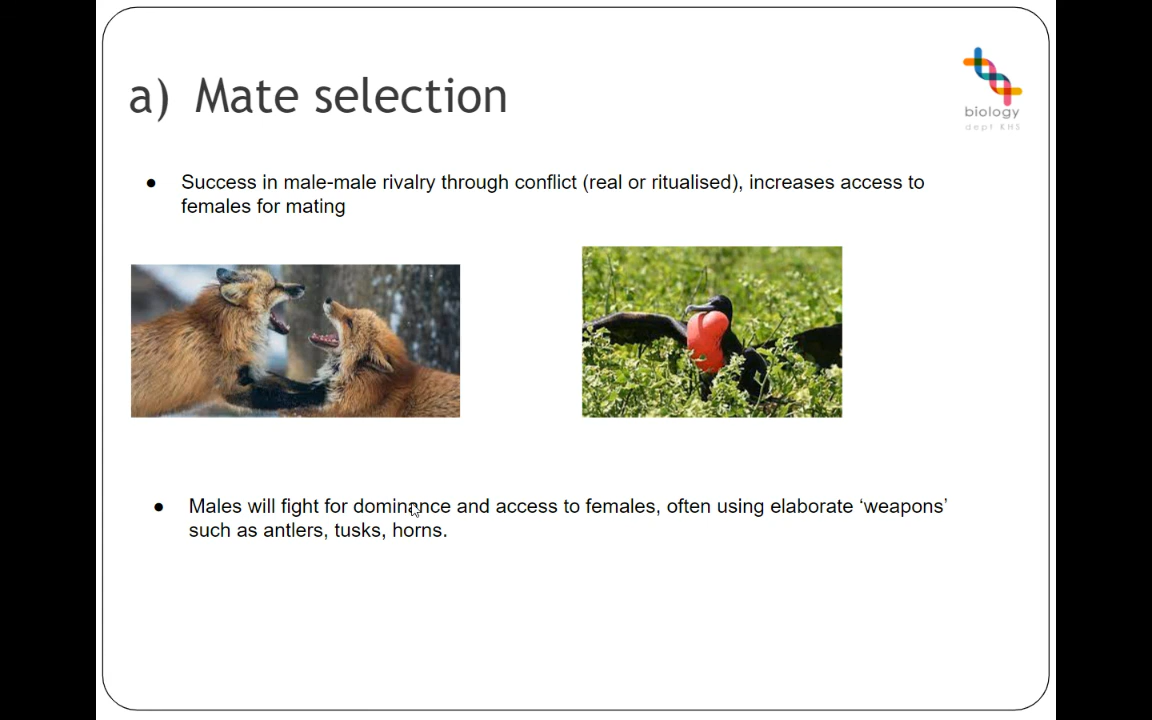 a) Mate selection
biology
dept KHS
● Success in male-male rivalry through conflict (real or ritualised), increases access to
females for mating
● Males will fight for dominance and access to females, often using elaborate ‘weapons’
such as antlers, tusks, horns.